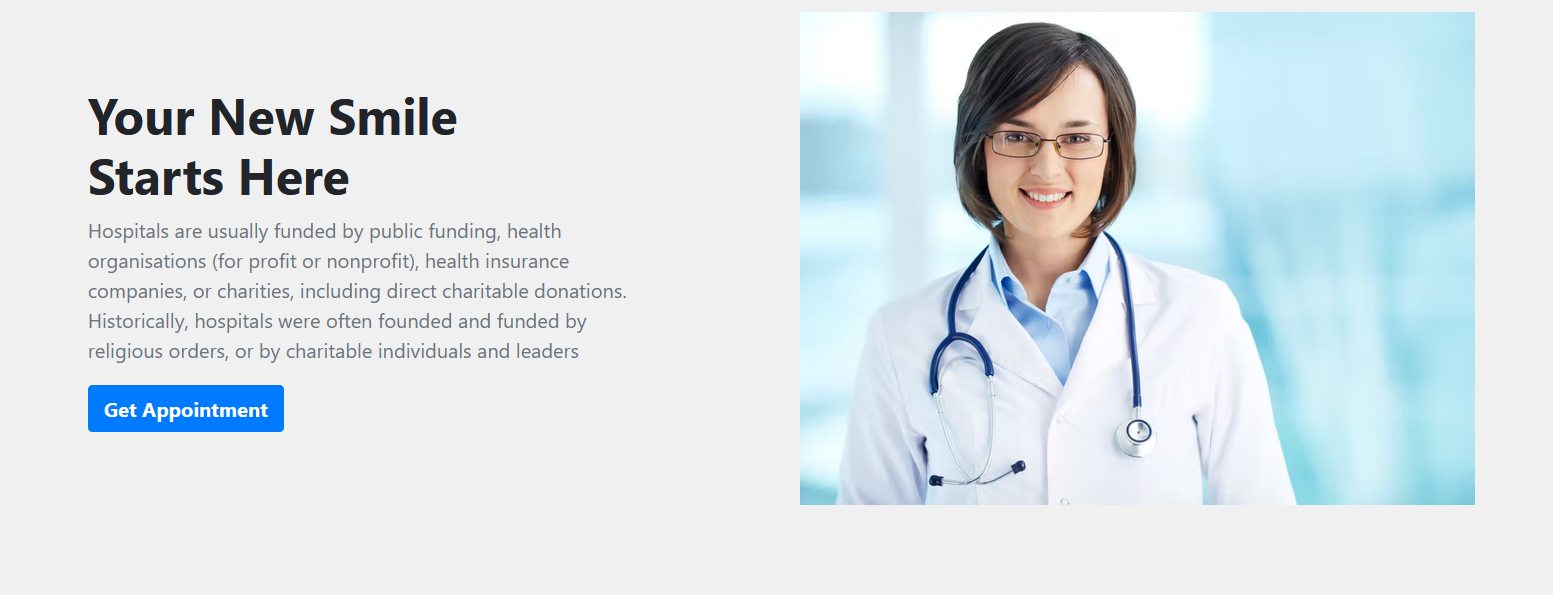 Your New Smile
Starts Here
Hospitals are usually funded by public funding, health
organisations (for profit or nonprofit), health insurance
companies, or charities, including direct charitable donations.
Historically, hospitals were often founded and funded by
religious orders, or by charitable individuals and leaders
Get Appointment